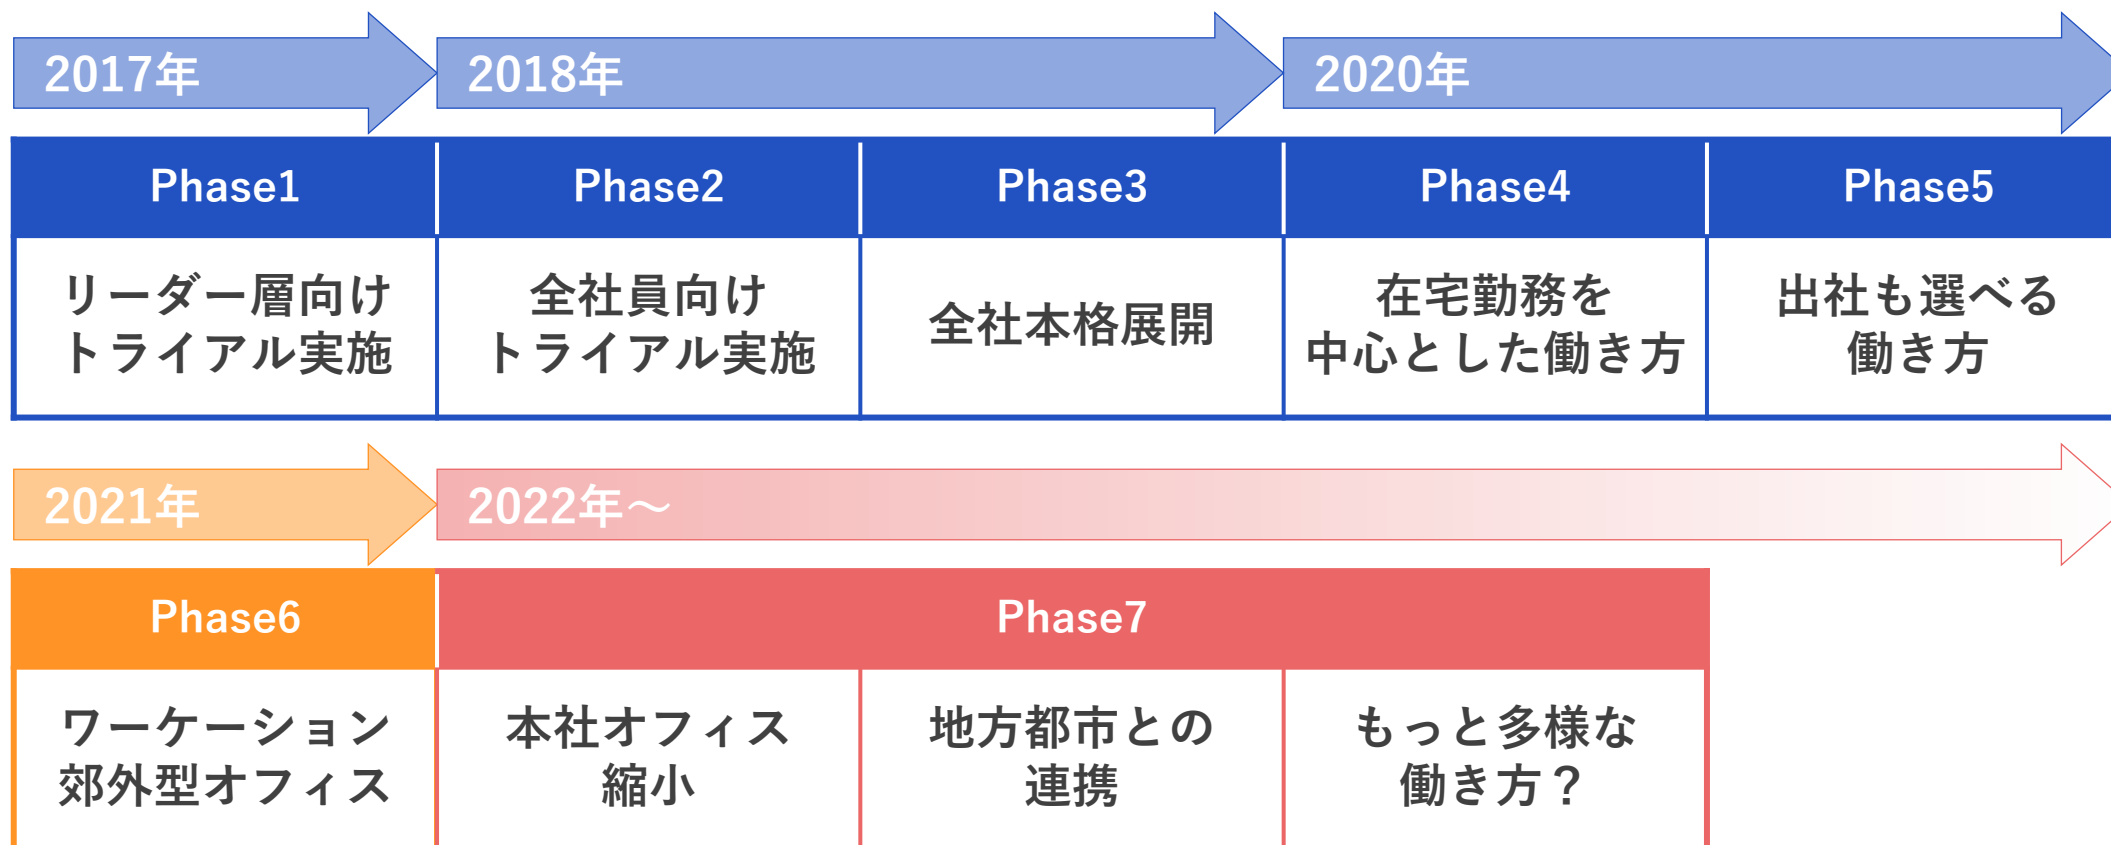 2017年
2018年
2020年
Phase1
Phase2
Phase3
Phase4
Phase5
リーダー層向け
トライアル実施
全社員向け
トライアル実施
全社本格展開
在宅勤務を
中心とした働き方
出社も選べる
働き方
2021年
2022年～
Phase6
Phase7
ワーケーション
郊外型オフィス
本社オフィス
縮小
地方都市との
連携
もっと多様な
働き方？